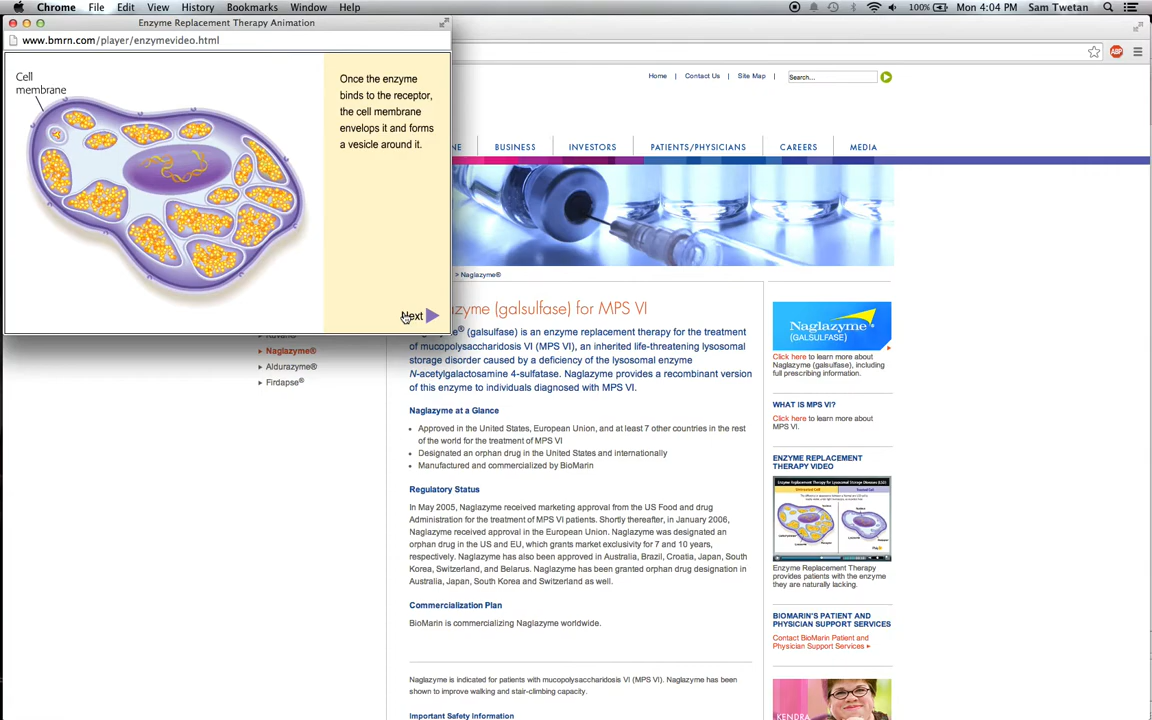 Chrome File Edit View History Bookmarks Window Help
100% Mon 4:04 PM Sam Twetan
Enzyme Replacement Therapy Animation
www.bmrn.com/player/enzymevideo.html
Cell
membrane
Once the enzyme
binds to the receptor,
the cell membrane
envelops it and forms
a vesicle around it.
Next
Home | Contact Us | Site Map |
Search...
BUSINESS INVESTORS PATIENTS/PHYSICIANS CAREERS MEDIA
> Naglazyme®
Naglazyme®
Aldurazyme®
Firdapse®
(galsulfase) for MPS VI
(galsulfase) is an enzyme replacement therapy for the treatment
of mucopolysaccharidosis VI (MPS VI), an inherited life-threatening lysosomal
storage disorder caused by a deficiency of the lysosomal enzyme
N-acetylgalactosamine 4-sulfatase. Naglazyme provides a recombinant version
of this enzyme to individuals diagnosed with MPS VI.
Naglazyme at a Glance
• Approved in the United States, European Union, and at least 7 other countries in the rest
of the world for the treatment of MPS VI
• Designated an orphan drug in the United States and internationally
• Manufactured and commercialized by BioMarin
Regulatory Status
In May 2005, Naglazyme received marketing approval from the US Food and drug
Administration for the treatment of MPS VI patients. Shortly thereafter, in January 2006,
Naglazyme received approval in the European Union. Naglazyme was designated an
orphan drug in the US and EU, which grants market exclusivity for 7 and 10 years,
respectively. Naglazyme has also been approved in Australia, Brazil, Croatia, Japan, South
Korea, Switzerland, and Belarus. Naglazyme has been granted orphan drug designation in
Australia, Japan, South Korea and Switzerland as well.
Commercialization Plan
BioMarin is commercializing Naglazyme worldwide.
Naglazyme is indicated for patients with mucopolysaccharidosis VI (MPS VI). Naglazyme has been
shown to improve walking and stair-climbing capacity.
Important Safety Information
Naglazyme
(GALSULFASE)
Click here to learn more about
Naglazyme (galsulfase), including
full prescribing information.
WHAT IS MPS VI?
Click here to learn more about
MPS VI.
ENZYME REPLACEMENT
THERAPY VIDEO
Enzyme Replacement Therapy
provides patients with the enzyme
they are naturally lacking.
BIOMARIN'S PATIENT AND
PHYSICIAN SUPPORT SERVICES
Contact BioMarin Patient and
Physician Support Services
KENDRA